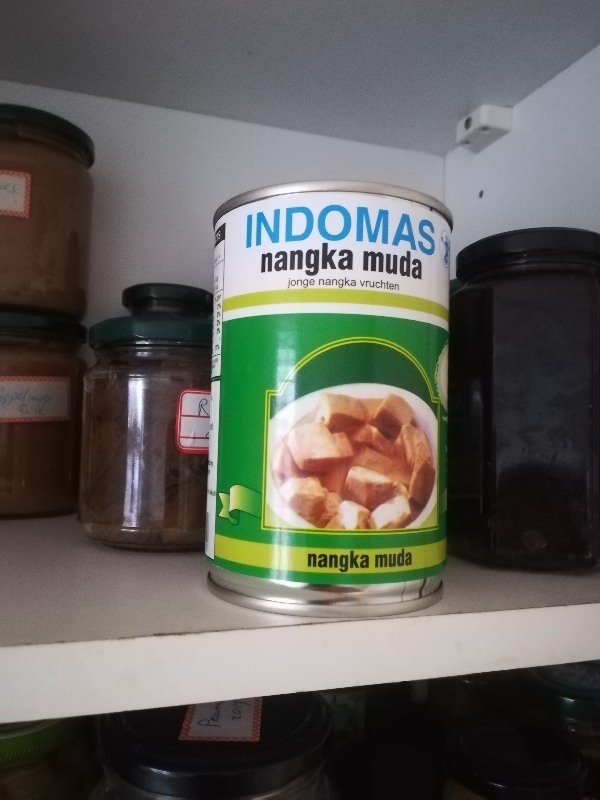 INDOMAS
nangka muda
jonge nangka vruchten
nangka muda